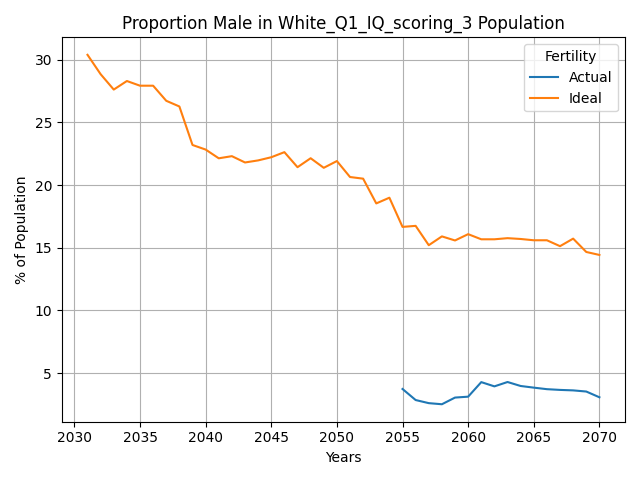 Proportion Male in White_Q1_IQ_scoring_3 Population
Fertility
Actual
Ideal
% of Population
30
25
20
15
10
5
2030 2035 2040 2045 2050 2055 2060 2065 2070
Years